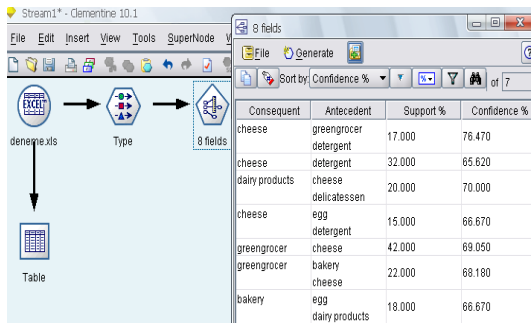 Stream1* - Clementine 10.1
File Edit Insert View Tools SuperNode
EXCEL
deneme.xls
Type
8 fields
Table
8 fields
File Generate
Sort by: Confidence % % of 7
Consequent Antecedent Support % Confidence %
cheese greengrocer 17.000 76.470
detergent
cheese detergent 32.000 65.620
dairy products cheese 20.000 70.000
delicatessen
cheese egg 15.000 66.670
detergent
greengrocer cheese 42.000 69.050
greengrocer bakery 22.000 68.180
cheese
bakery egg 18.000 66.670
dairy products